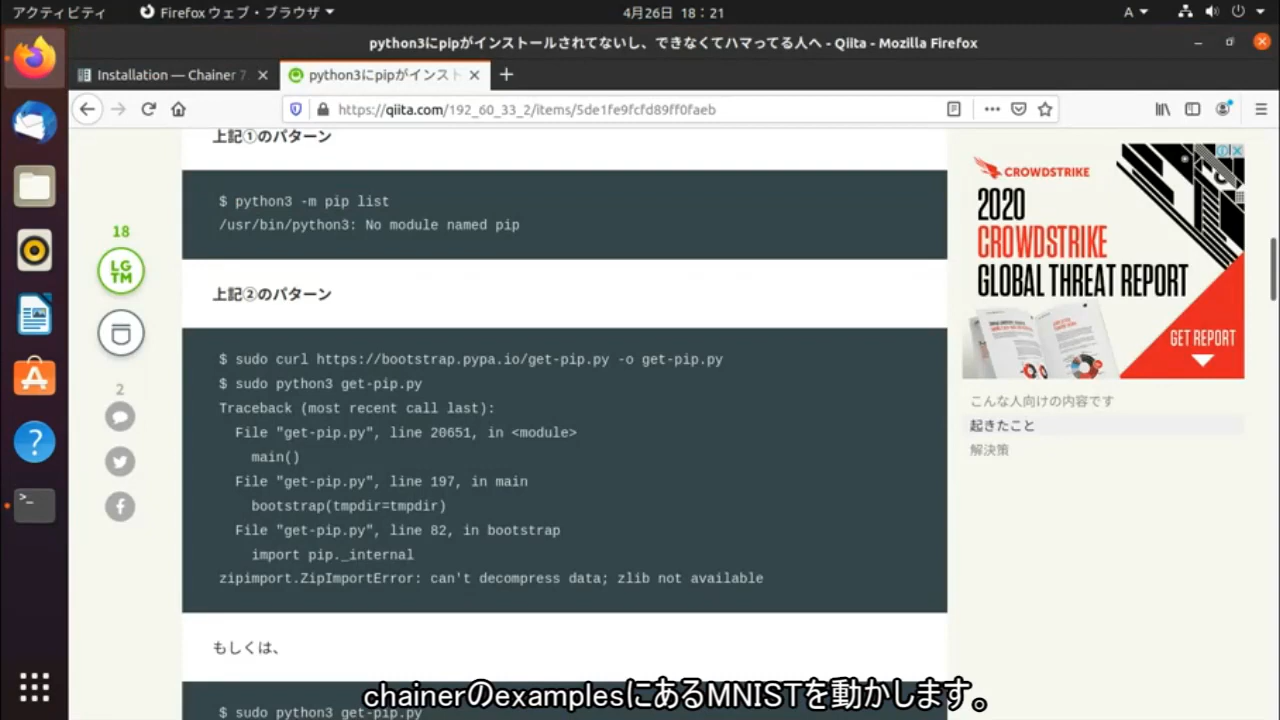 アクティビティ
Firefox ウェブ・ブラウザ
4月26日 18：21
A
python3にpipがインストールされてないし、できなくてハマってる人へ - Qiita - Mozilla Firefox
Installation — Chainer 7
python3にpipがインスト
https://qiita.com/192_60_33_2/items/5de1fe9fcfd89ff0faeb
上記①のパターン
$ python3 -m pip list
/usr/bin/python3: No module named pip
18
LG
TM
上記②のパターン
$ sudo curl https://bootstrap.pypa.io/get-pip.py -o get-pip.py
$ sudo python3 get-pip.py
Traceback (most recent call last):
File "get-pip.py", line 20651, in <module>
main()
File "get-pip.py", line 197, in main
bootstrap(tmpdir=tmpdir)
File "get-pip.py", line 82, in bootstrap
import pip._internal
zipimport.ZipImportError: can't decompress data; zlib not available
2
もしくは、
$ sudo python3 get-pip.py
CROWDSTRIKE
2020
CROWDSTRIKE
GLOBAL THREAT REPORT
GET REPORT
こんな人向けの内容です
起きたこと
解決策
chainerのexamplesにあるMNISTを動かします。